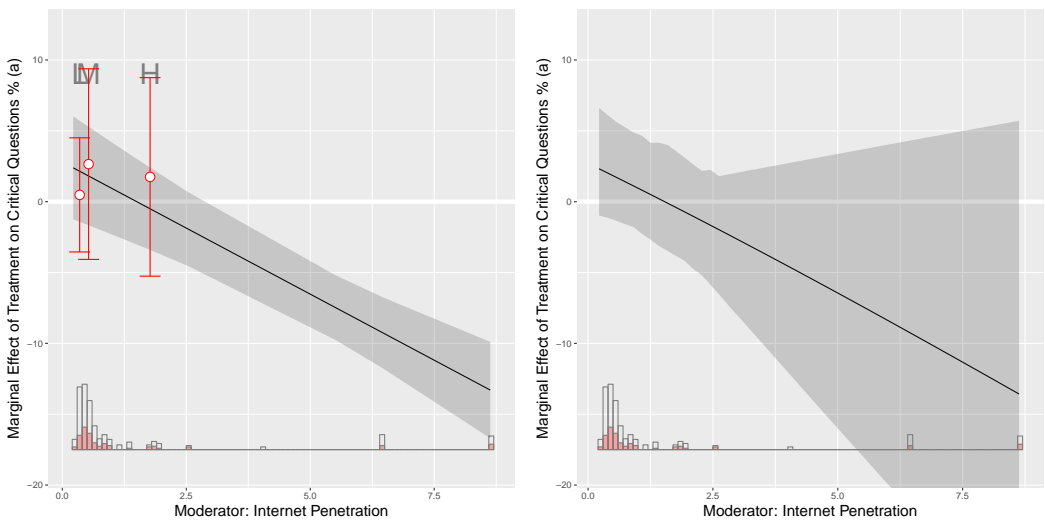 Marginal Effect of Treatment on Critical Questions % (a)
L M H
10
0
−10
−20
0.0 2.5 5.0 7.5
Moderator: Internet Penetration
Marginal Effect of Treatment on Critical Questions % (a)
10
0
−10
−20
0.0 2.5 5.0 7.5
Moderator: Internet Penetration